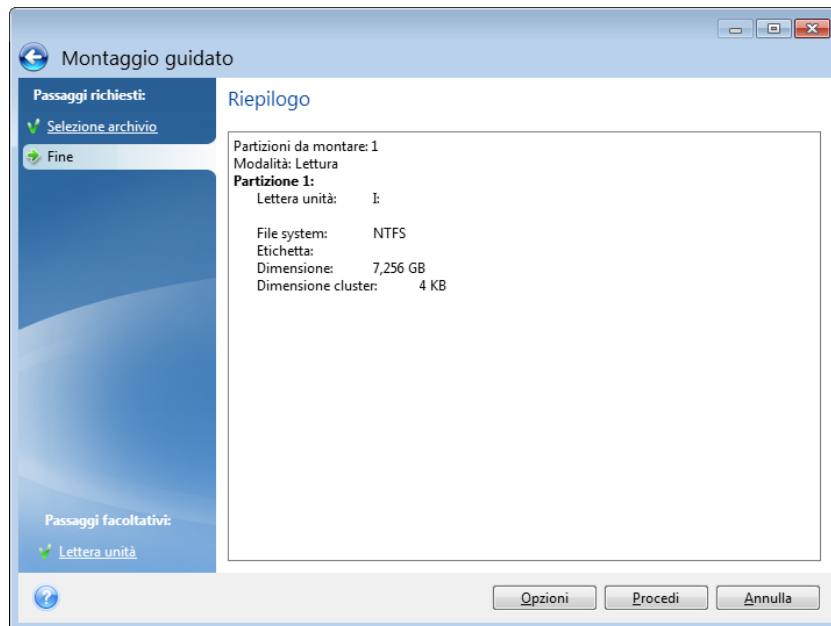 Montaggio guidato
Passaggi richiesti:
Selezione archivio
Fine
Passaggi facoltativi:
Lettera unità
Riepilogo
Partizioni da montare: 1
Modalità: Lettura
Partizione 1:
Lettera unità: I:
File system: NTFS
Etichetta:
Dimensione: 7,256 GB
Dimensione cluster: 4 KB
?
Opzioni
Procedi
Annulla